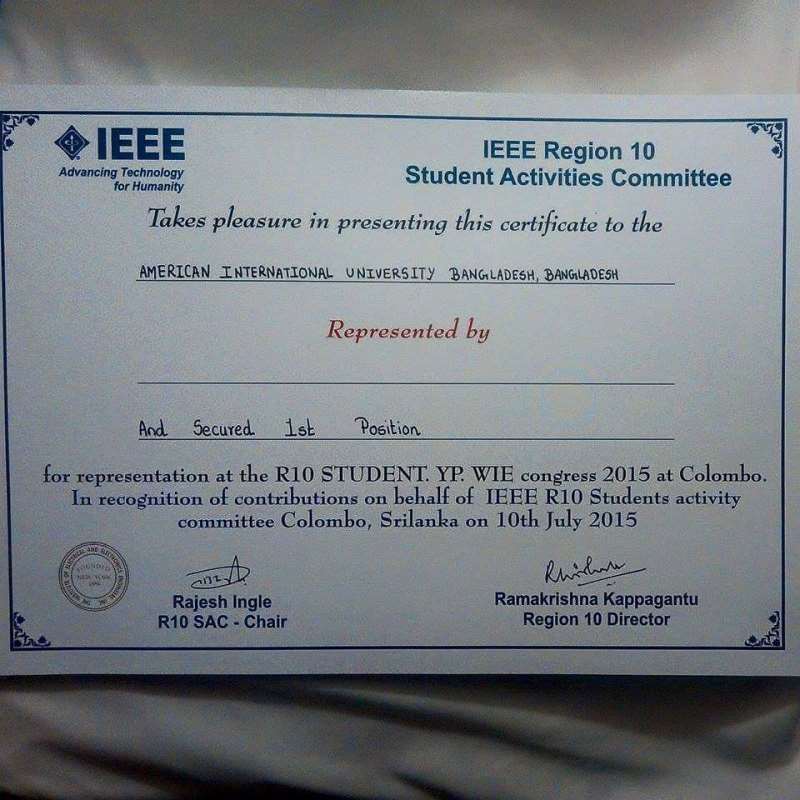 IEEE
Advancing Technology
for Humanity
IEEE Region 10
Student Activities Committee
Takes pleasure in presenting this certificate to the
AMERICAN INTERNATIONAL UNIVERSITY BANGLADESH, BANGLADESH
Represented by
And Secured 1st Position
for representation at the R10 STUDENT. YP. WIE congress 2015 at Colombo.
In recognition of contributions on behalf of IEEE R10 Students activity
committee Colombo, Srilanka on 10th July 2015
Rajesh Ingle
R10 SAC - Chair
Ramakrishna Kappagantu
Region 10 Director